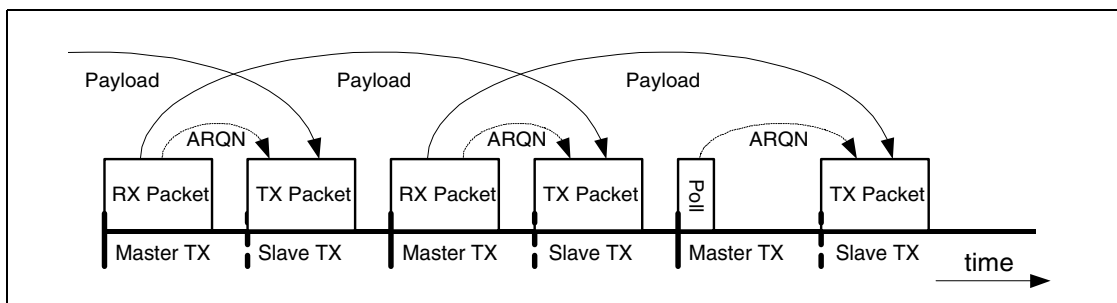 Payload Payload Payload
ARQN ARQN ARQN
RX Packet TX Packet RX Packet TX Packet Poll TX Packet
Master TX Slave TX Master TX Slave TX Master TX Slave TX
time